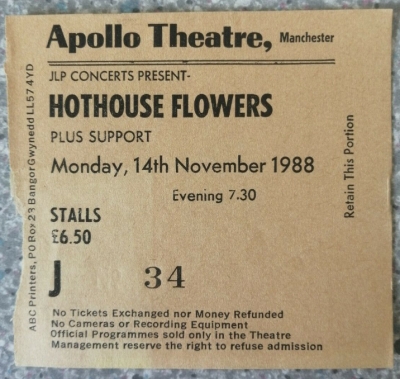 Apollo Theatre, Manchester
JLP CONCERTS PRESENT-
HOTHOUSE FLOWERS
PLUS SUPPORT
Monday, 14th November 1988
Evening 7.30
STALLS
£6.50
J 34
No Tickets Exchanged nor Money Refunded
No Cameras or Recording Equipment
Official Programmes sold only in the Theatre
Management reserve the right to refuse admission
Retain This Portion
ABC Printers, PO Box 23 Bangor Gwynedd LL57 4YD